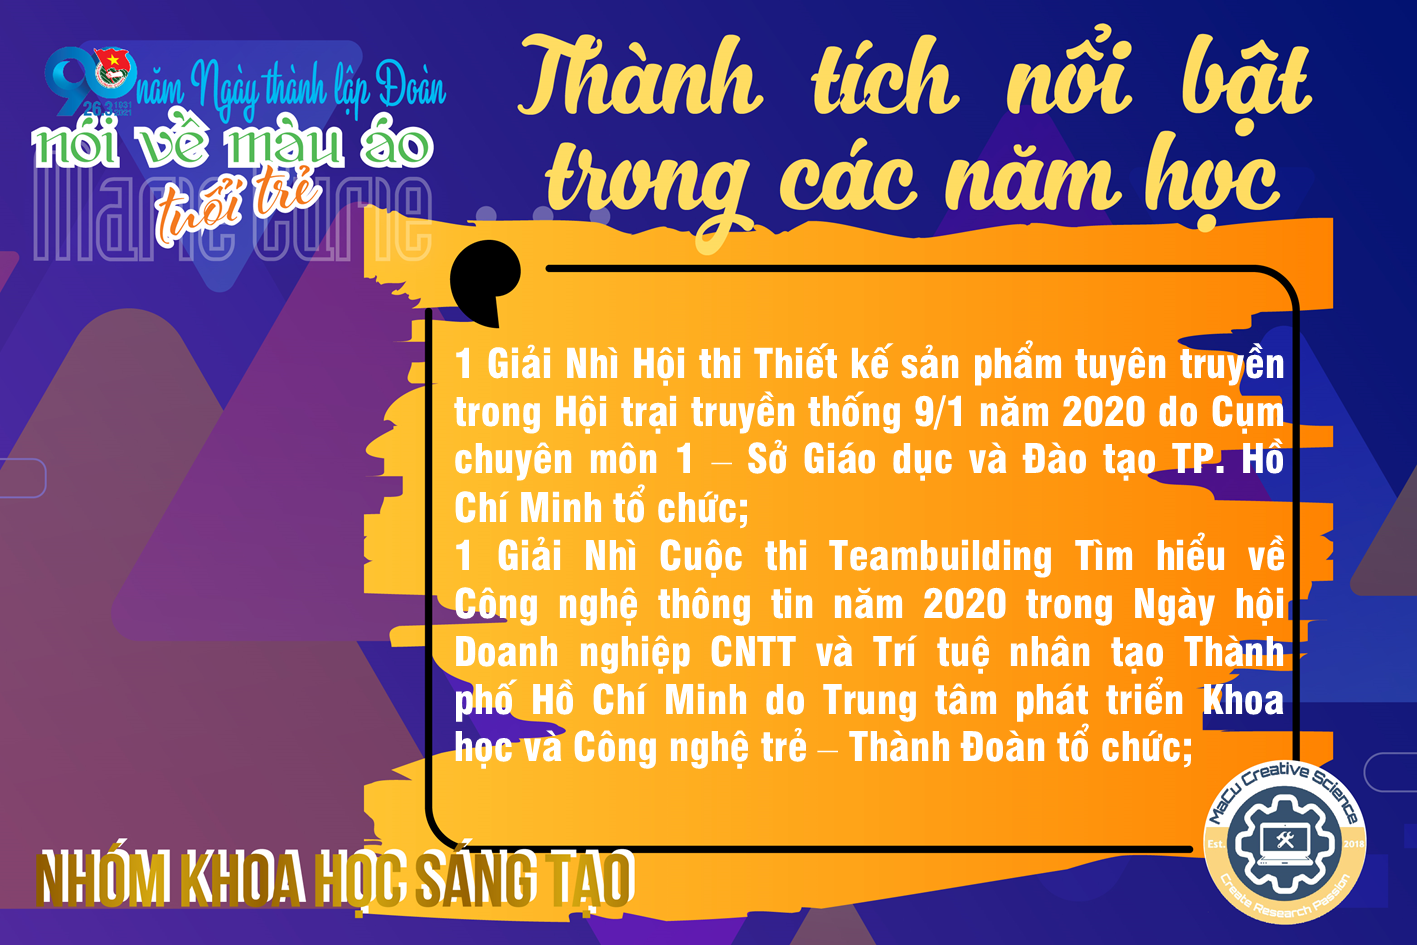 90 năm Ngày thành lập Đoàn
26.3 1931 2021
nói về màu áo
tuổi trẻ
Marie Curie
Thành tích nổi bật
trong các năm học
1 Giải Nhì Hội thi Thiết kế sản phẩm tuyên truyền
trong Hội trại truyền thống 9/1 năm 2020 do Cụm
chuyên môn 1 – Sở Giáo dục và Đào tạo TP. Hồ
Chí Minh tổ chức;
1 Giải Nhì Cuộc thi Teambuilding Tìm hiểu về
Công nghệ thông tin năm 2020 trong Ngày hội
Doanh nghiệp CNTT và Trí tuệ nhân tạo Thành
phố Hồ Chí Minh do Trung tâm phát triển Khoa
học và Công nghệ trẻ – Thành Đoàn tổ chức;
NHÓM KHOA HỌC SÁNG TẠO
MaCu Creative Science
Est. 2018
Create Research Passion